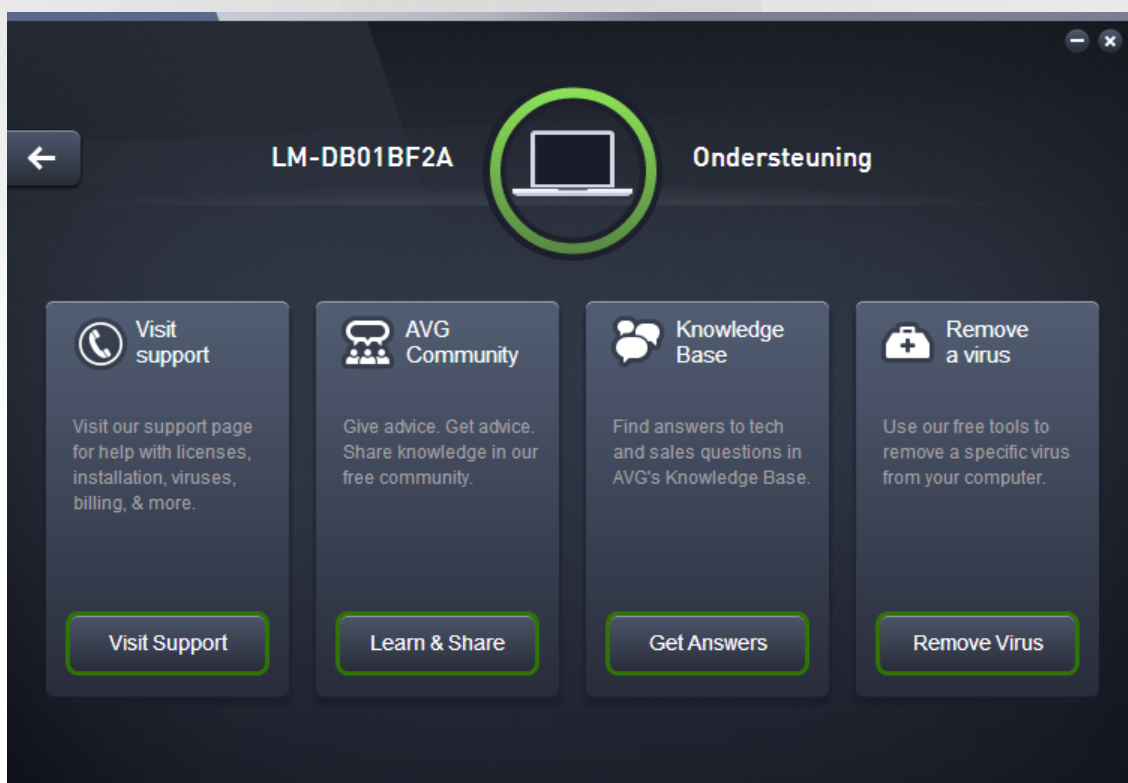 LM-DB01BF2A
Ondersteuning
Visit
support
Visit our support page
for help with licenses,
installation, viruses,
billing, & more.
Visit Support
AVG
Community
Give advice. Get advice.
Share knowledge in our
free community.
Learn & Share
Knowledge
Base
Find answers to tech
and sales questions in
AVG's Knowledge Base.
Get Answers
Remove
a virus
Use our free tools to
remove a specific virus
from your computer.
Remove Virus